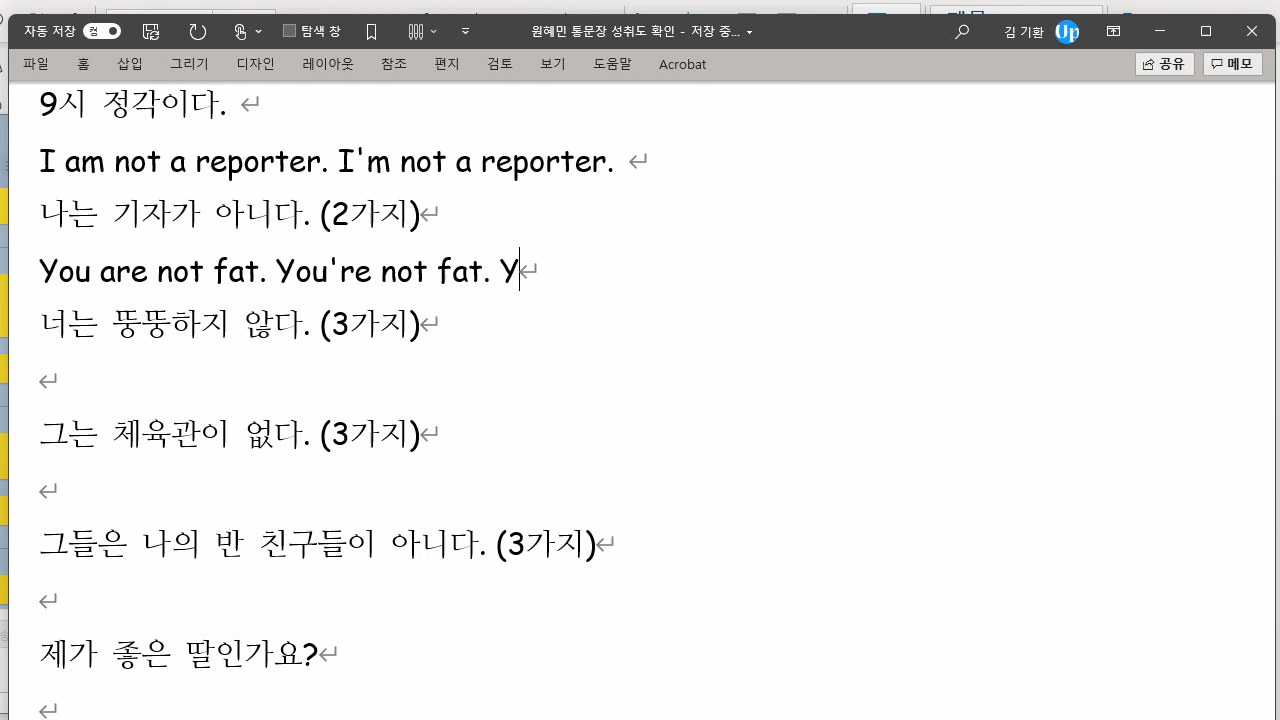 자동 저장 컴 탐색 창 원혜민 통문장 성취도 확인 - 저장 중... 김 기환 Up
파일 홈 삽입 그리기 디자인 레이아웃 참조 편지 검토 보기 도움말 Acrobat 공유 메모
9시 정각이다.
I am not a reporter. I'm not a reporter.
나는 기자가 아니다. (2가지)
You are not fat. You're not fat. Y
너는 뚱뚱하지 않다. (3가지)
그는 체육관이 없다. (3가지)
그들은 나의 반 친구들이 아니다. (3가지)
제가 좋은 딸인가요?